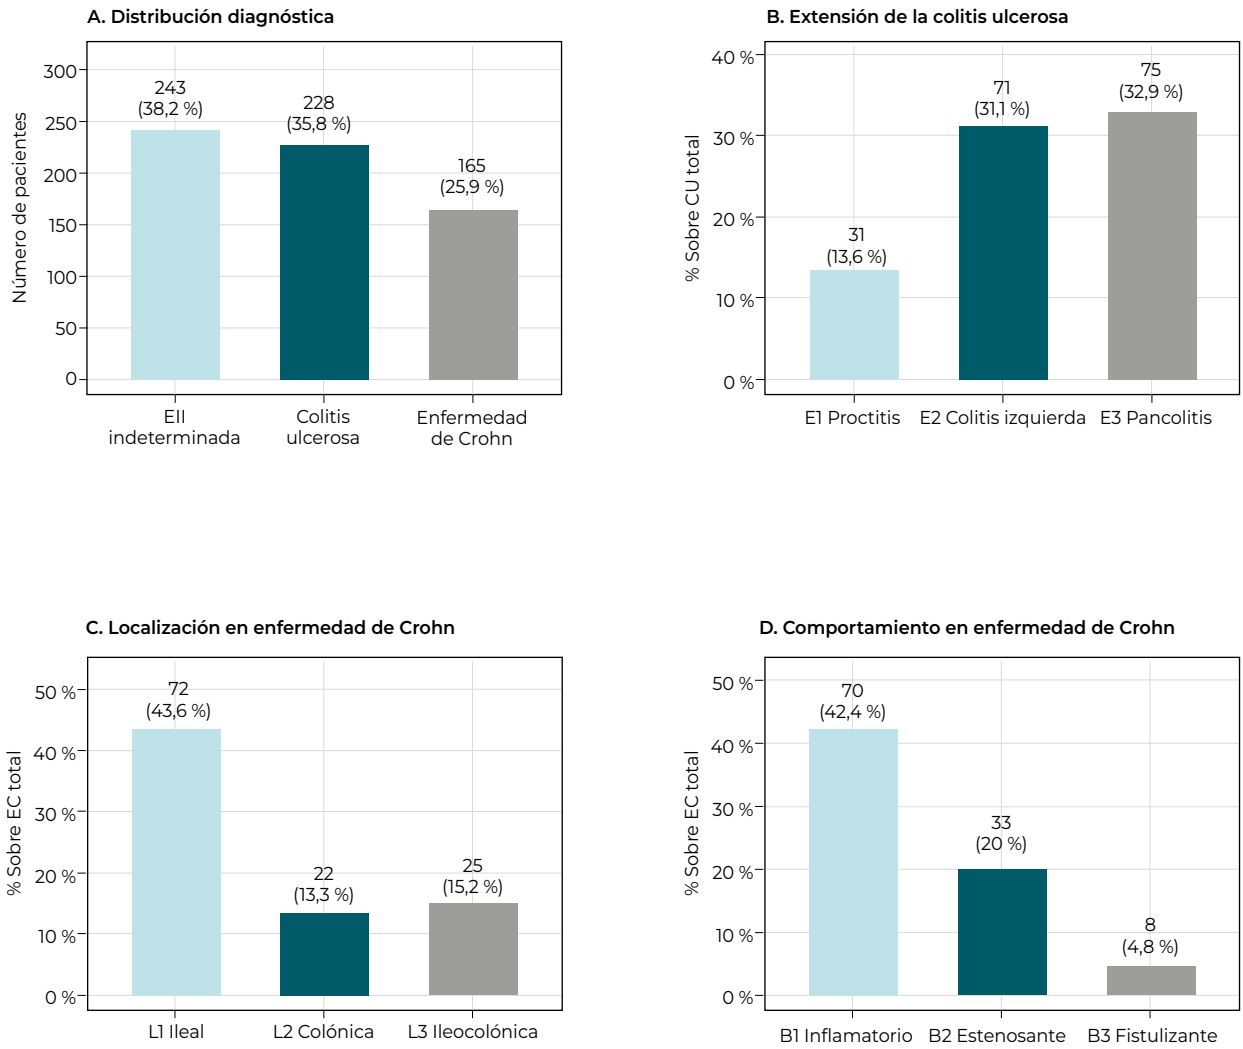 A. Distribución diagnóstica
Número de pacientes
300
250
200
150
100
50
0
243
(38,2 %)
228
(35,8 %)
165
(25,9 %)
EII
indeterminada
Colitis
ulcerosa
Enfermedad
de Crohn
B. Extensión de la colitis ulcerosa
% Sobre CU total
40 %
30 %
20 %
10 %
0 %
31
(13,6 %)
71
(31,1 %)
75
(32,9 %)
E1 Proctitis
E2 Colitis izquierda
E3 Pancolitis
C. Localización en enfermedad de Crohn
% Sobre EC total
50 %
40 %
30 %
20 %
10 %
0 %
72
(43,6 %)
22
(13,3 %)
25
(15,2 %)
L1 Ileal
L2 Colónica
L3 Ileocolónica
D. Comportamiento en enfermedad de Crohn
% Sobre EC total
50 %
40 %
30 %
20 %
10 %
0 %
70
(42,4 %)
33
(20 %)
8
(4,8 %)
B1 Inflamatorio
B2 Estenosante
B3 Fistulizante